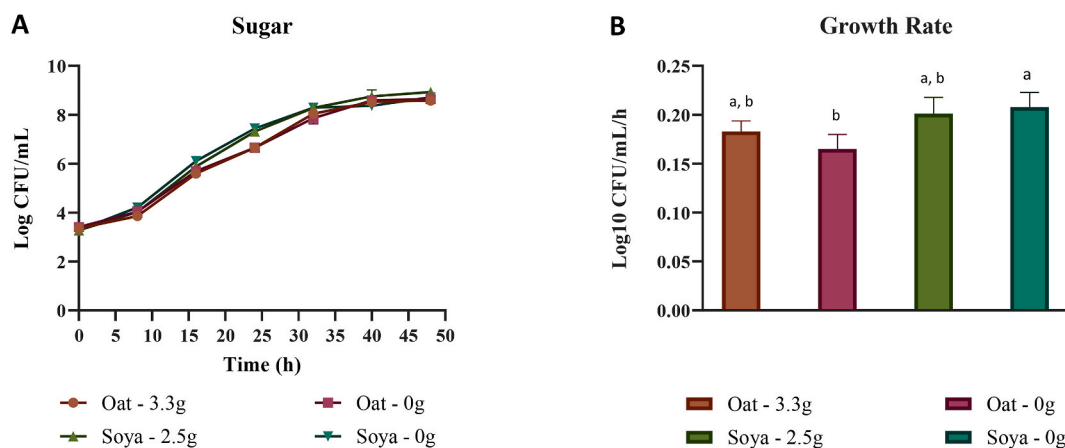 A
Sugar
Log CFU/mL
10
8
6
4
2
0
0 5 10 15 20 25 30 35 40 45 50
Time (h)
Oat - 3.3g
Oat - 0g
Soya - 2.5g
Soya - 0g
B
Growth Rate
Log10 CFU/mL/h
0.25
0.20
0.15
0.10
0.05
0.00
a, b
b
a, b
a
Oat - 3.3g
Oat - 0g
Soya - 2.5g
Soya - 0g